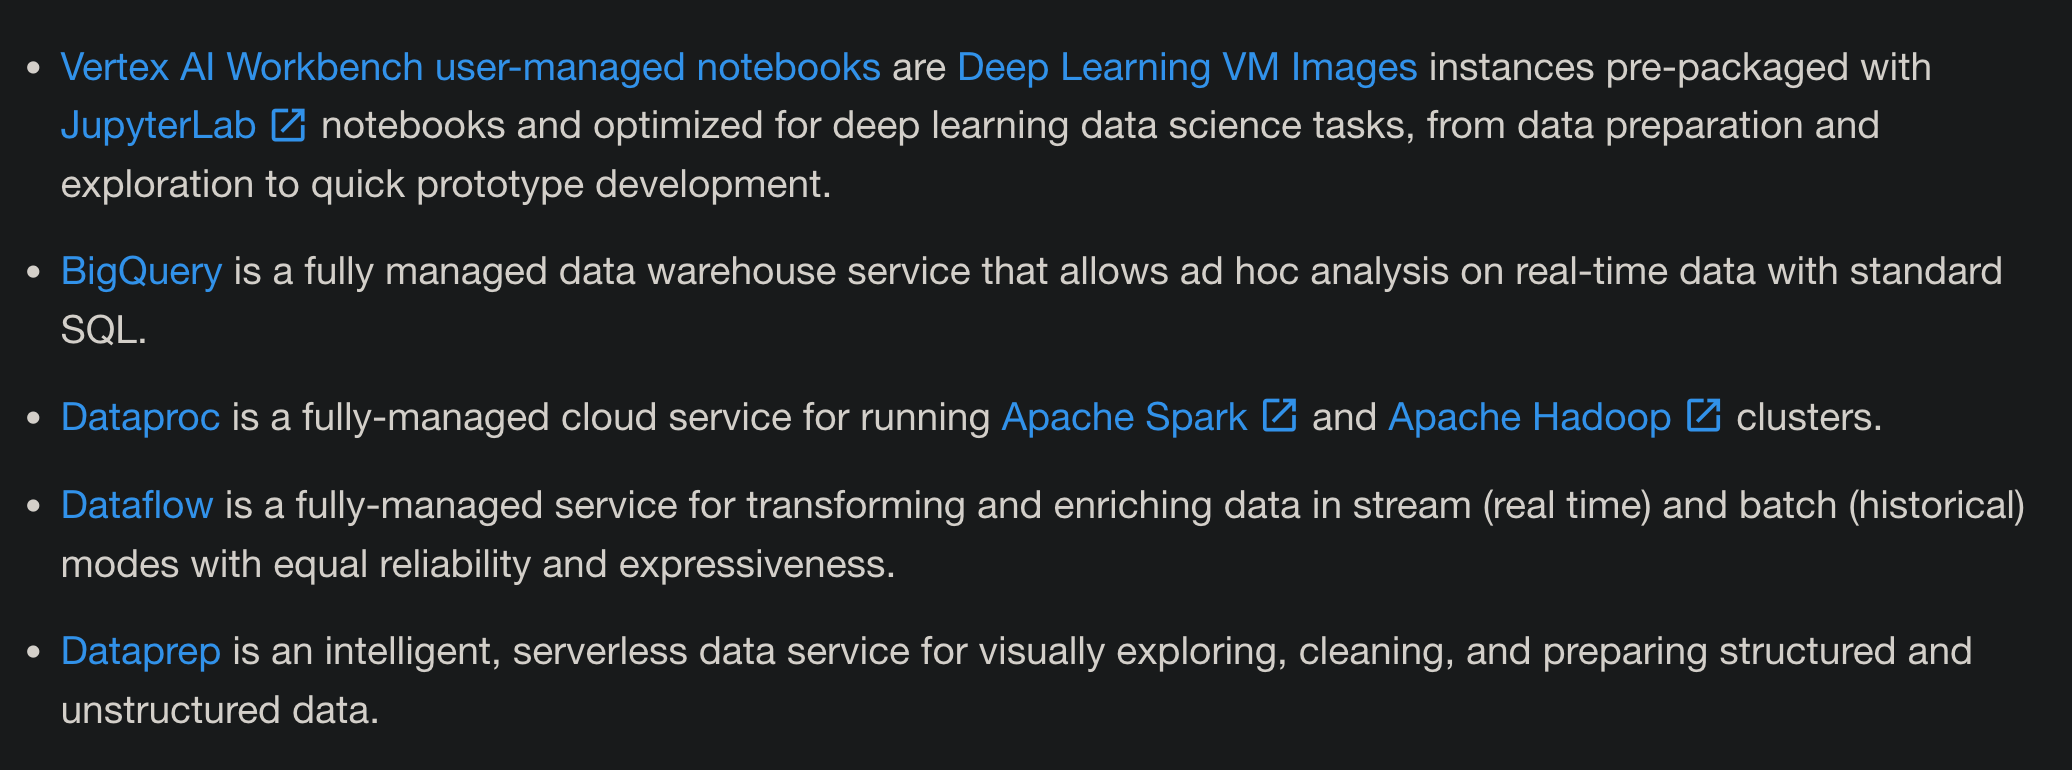 • Vertex AI Workbench user-managed notebooks are Deep Learning VM Images instances pre-packaged with
JupyterLab notebooks and optimized for deep learning data science tasks, from data preparation and
exploration to quick prototype development.
• BigQuery is a fully managed data warehouse service that allows ad hoc analysis on real-time data with standard
SQL.
• Dataproc is a fully-managed cloud service for running Apache Spark and Apache Hadoop clusters.
• Dataflow is a fully-managed service for transforming and enriching data in stream (real time) and batch (historical)
modes with equal reliability and expressiveness.
• Dataprep is an intelligent, serverless data service for visually exploring, cleaning, and preparing structured and
unstructured data.